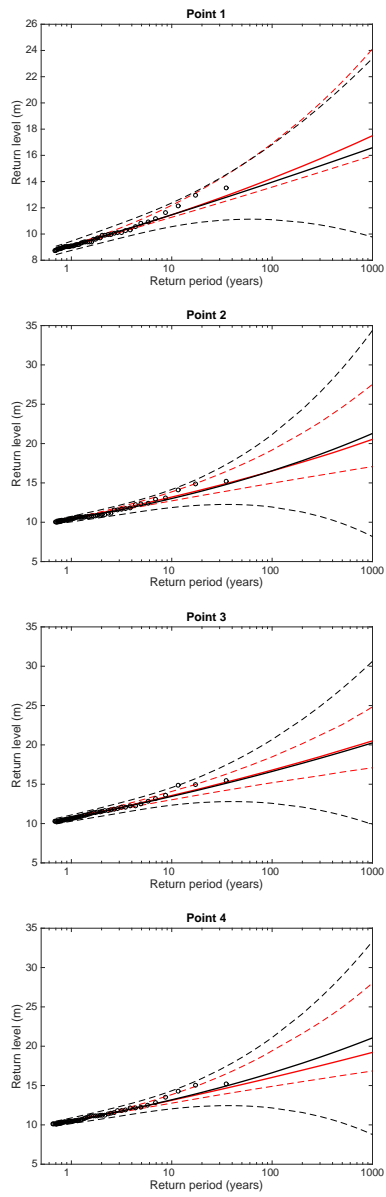 Point 1
26
24
22
20
18
16
14
12
10
8
Return level (m)
1 10 100 1000
Return period (years)
Point 2
35
30
25
20
15
10
5
Return level (m)
1 10 100 1000
Return period (years)
Point 3
35
30
25
20
15
10
5
Return level (m)
1 10 100 1000
Return period (years)
Point 4
35
30
25
20
15
10
5
Return level (m)
1 10 100 1000
Return period (years)